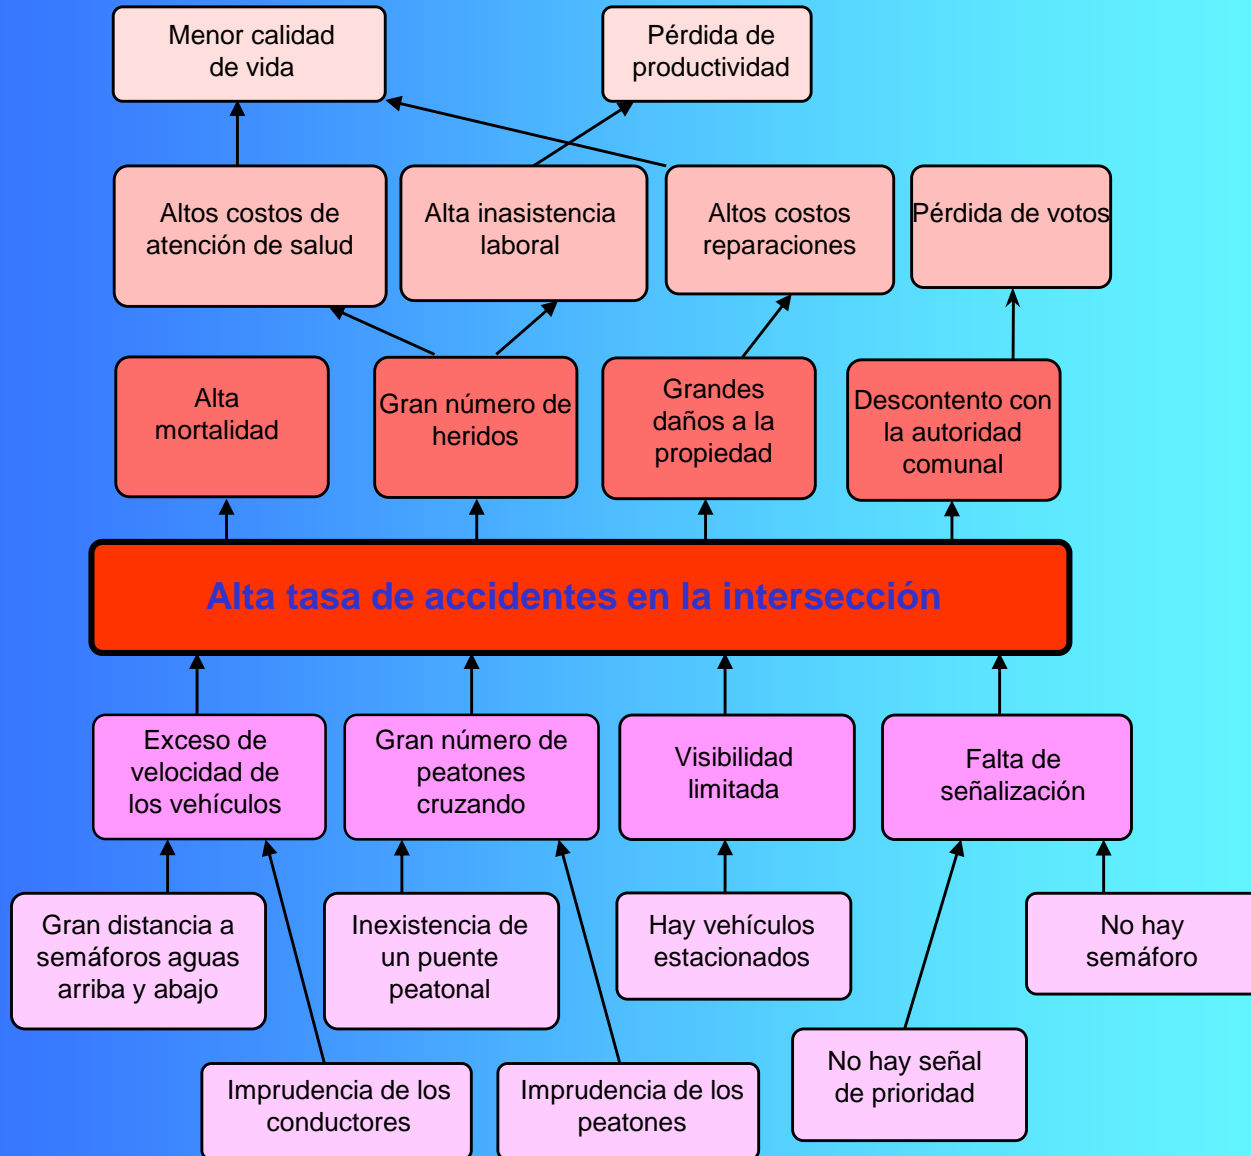 Menor calidad
de vida
Pérdida de
productividad
Altos costos de
atención de salud
Alta inasistencia
laboral
Altos costos
reparaciones
Pérdida de votos
Alta
mortalidad
Gran número de
heridos
Grandes
daños a la
propiedad
Descontento con
la autoridad
comunal
Alta tasa de accidentes en la intersección
Exceso de
velocidad de
los vehículos
Gran número de
peatones
cruzando
Visibilidad
limitada
Falta de
señalización
Gran distancia a
semáforos aguas
arriba y abajo
Inexistencia de
un puente
peatonal
Hay vehículos
estacionados
No hay
semáforo
Imprudencia de los
conductores
Imprudencia de los
peatones
No hay señal
de prioridad